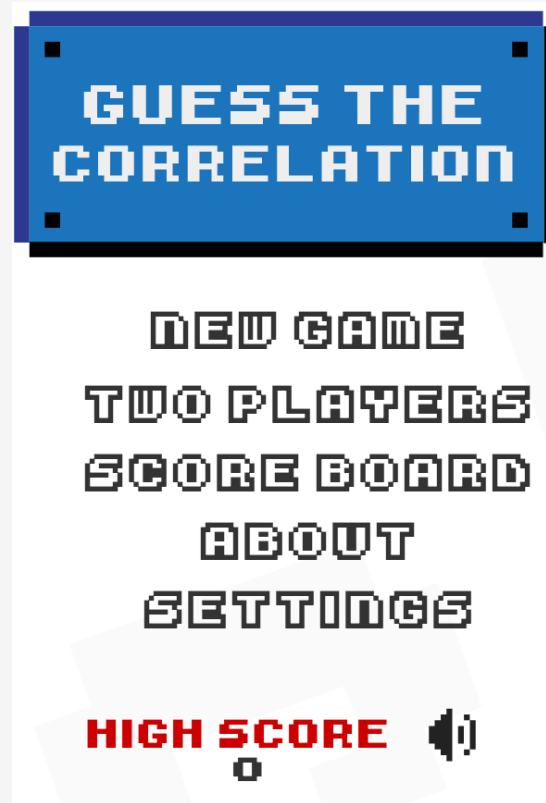 GUESS THE
CORRELATION
NEW GAME
TWO PLAYERS
SCORE BOARD
ABOUT
SETTINGS
HIGH SCORE
0